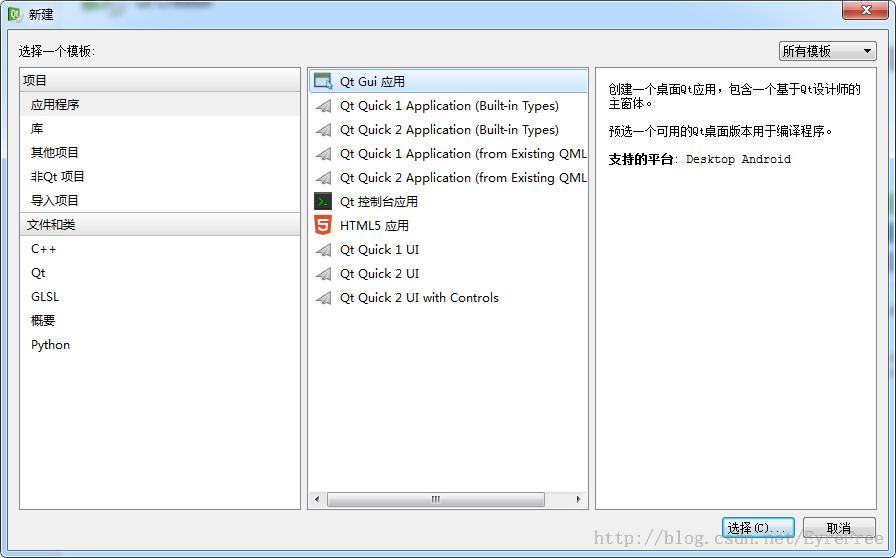 新建
选择一个模板:
所有模板
项目
应用程序
库
其他项目
非Qt 项目
导入项目
文件和类
C++
Qt
GLSL
概要
Python
Qt Gui 应用
Qt Quick 1 Application (Built-in Types)
Qt Quick 2 Application (Built-in Types)
Qt Quick 1 Application (from Existing QML
Qt Quick 2 Application (from Existing QML
Qt 控制台应用
HTML5 应用
Qt Quick 1 UI
Qt Quick 2 UI
Qt Quick 2 UI with Controls
创建一个桌面Qt应用，包含一个基于Qt设计师的
主窗体。
预选一个可用的Qt桌面版本用于编译程序。
支持的平台: Desktop Android
选择(C)...
取消
http://blog.csdn.net/EyreFree